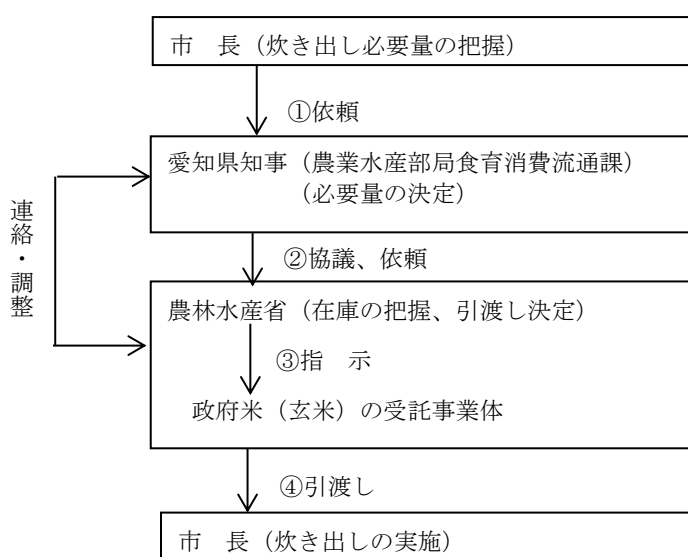 市　長（炊き出し必要量の把握）
①依頼
愛知県知事（農業水産部局食育消費流通課）
（必要量の決定）
連絡・調整
②協議、依頼
農林水産省（在庫の把握、引渡し決定）
③指　示
政府米（玄米）の受託事業体
④引渡し
市　長（炊き出しの実施）